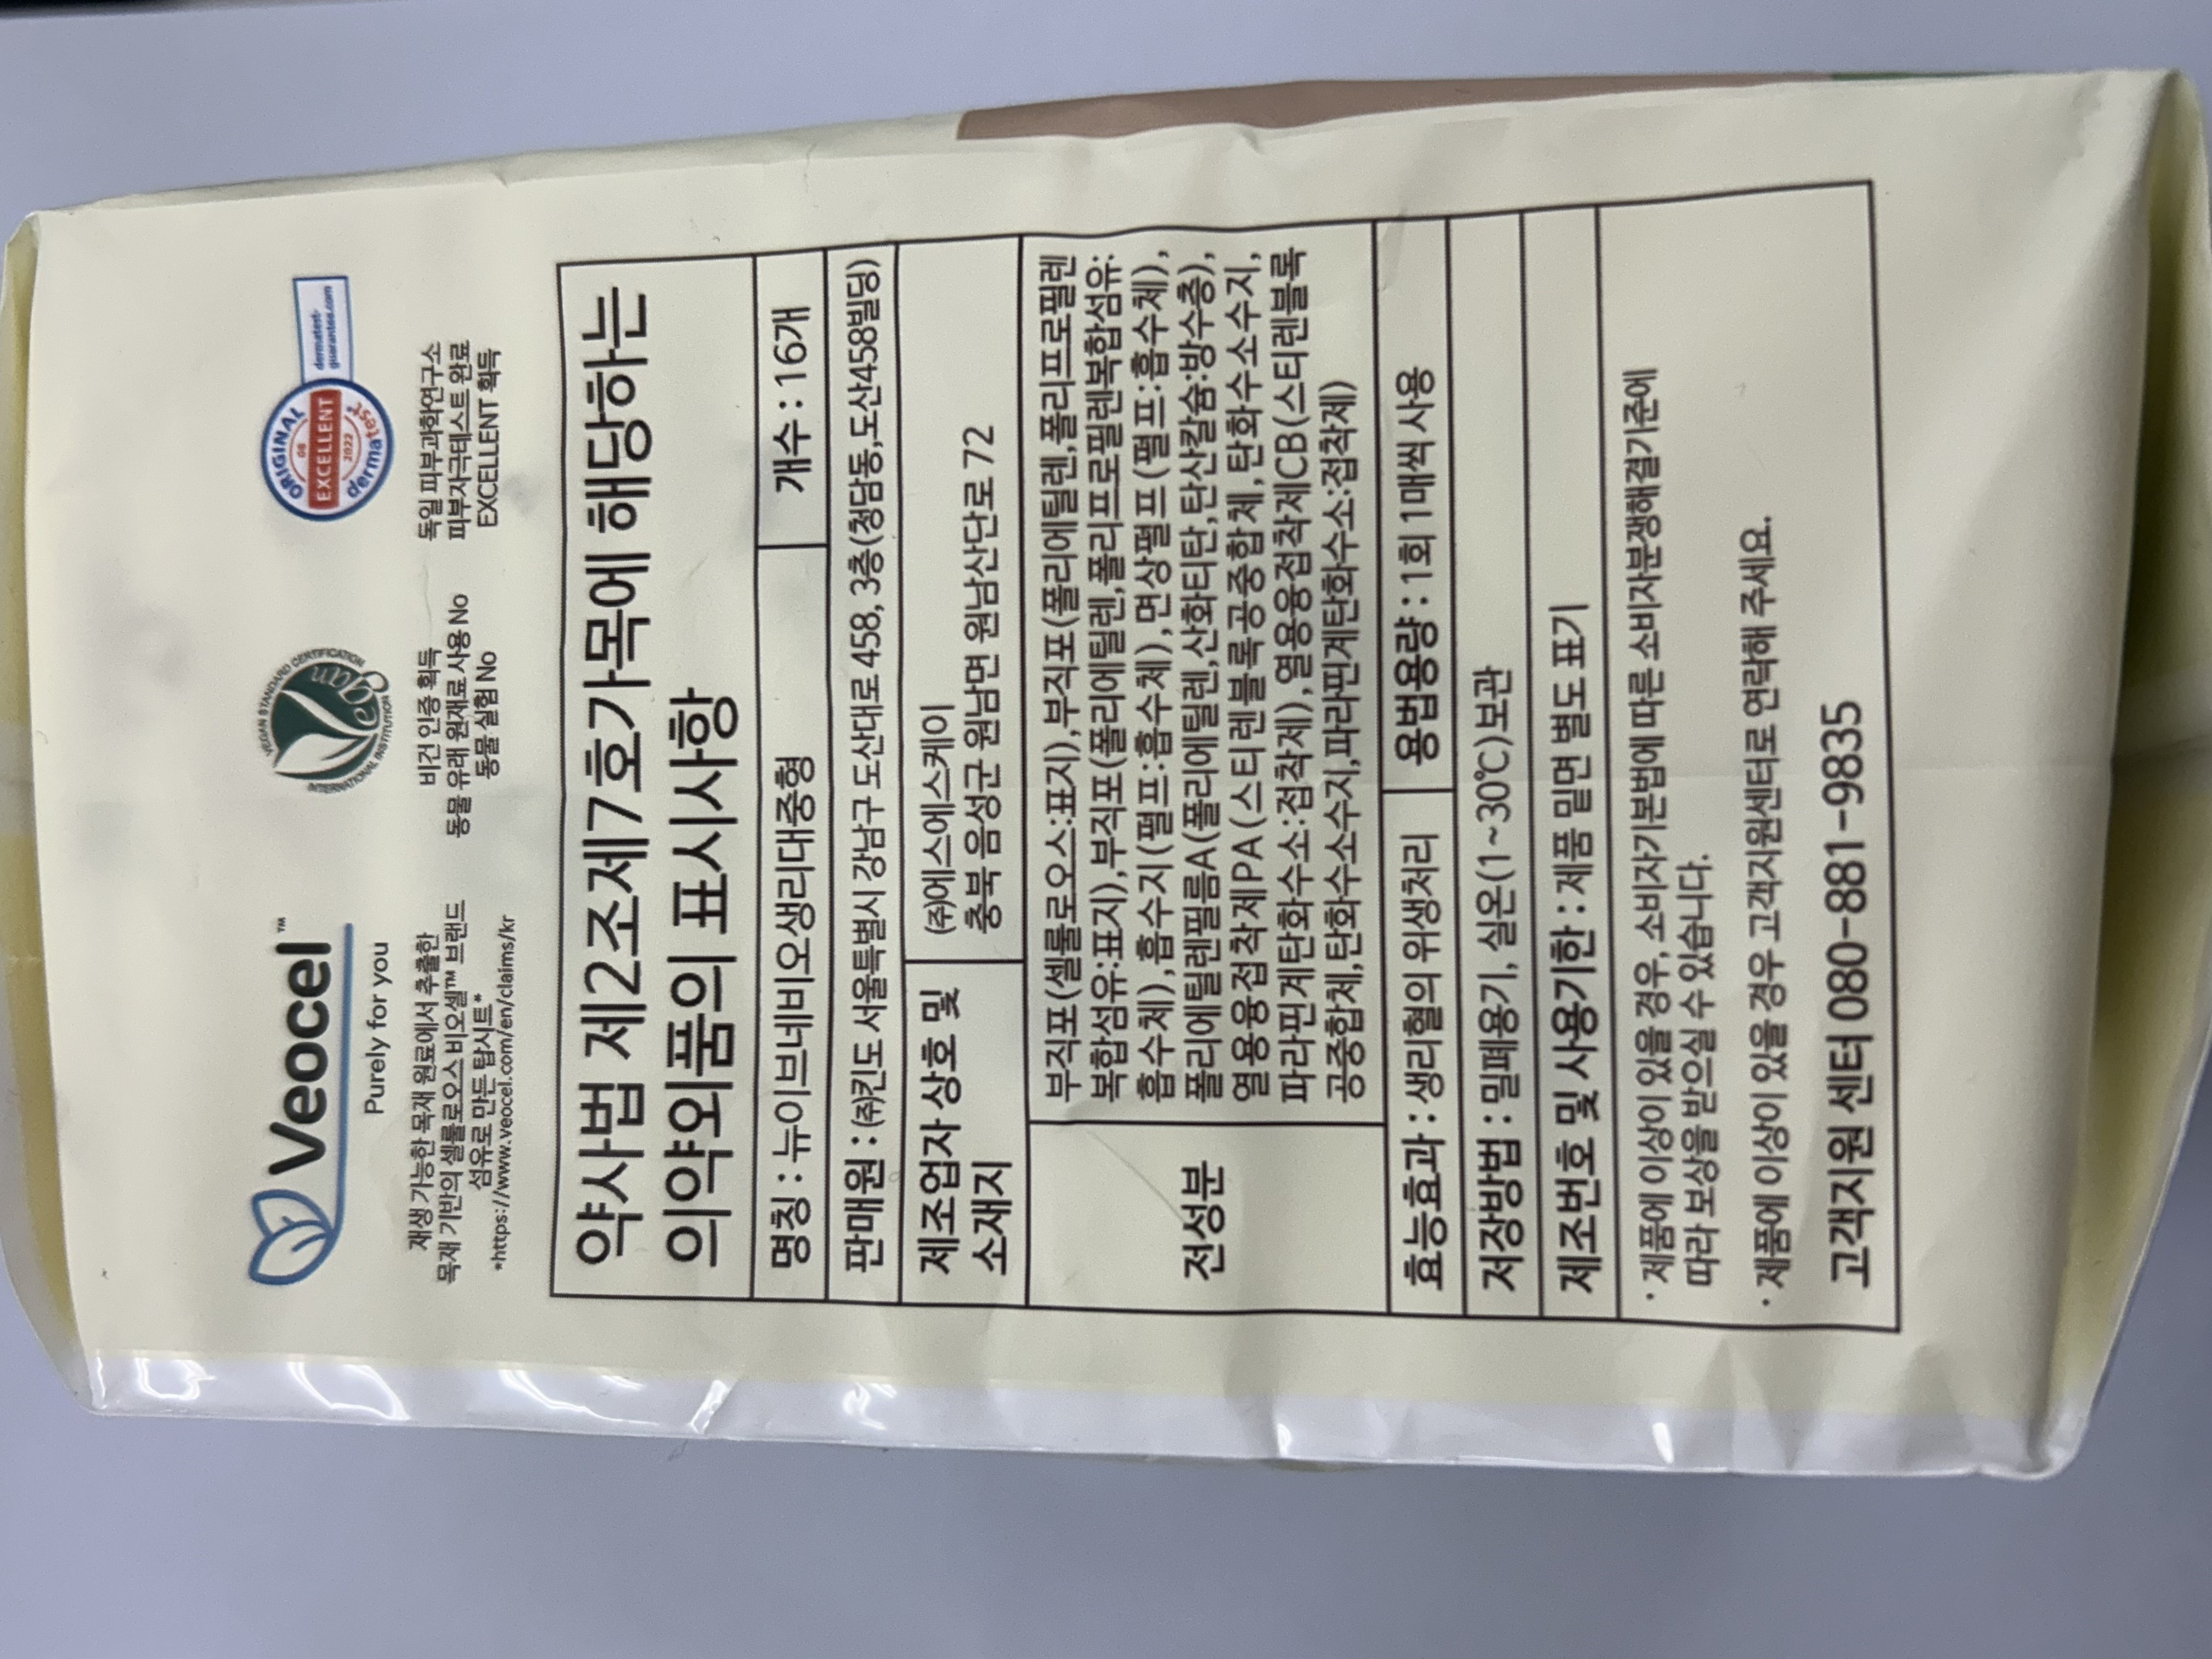 Veocel™
Purely for you
재생 가능한 목재 원료에서 추출한
목재 기반의 셀룰로오스 비오셀™ 브랜드
섬유로 만든 탑시트*
*https://www.veocel.com/en/claims/kr
VEGAN STANDARD CERTIFICATION
Vegan
INTERNATIONAL INSTITUTION
비건 인증 획득
동물 유래 원재료 사용 No
동물 실험 No
ORIGINAL
GB
EXCELLENT
2022
dermatest
dermatest-
guarantee.com
독일 피부과학연구소
피부자극테스트 완료
EXCELLENT 획득
약사법 제2조제7호가목에 해당하는
의약외품의 표시사항
명칭 : 뉴이브네비오생리대중형
개수 : 16개
판매원 : (주)킨도 서울특별시 강남구 도산대로 458, 3층(청담동,도산458빌딩)
제조업자 상호 및
소재지
(주)에스에스케이
충북 음성군 원남면 원남산단로 72
전성분
부직포(셀룰로오스:표지),부직포(폴리에틸렌,폴리프로필렌
복합섬유:표지),부직포(폴리에틸렌,폴리프로필렌복합섬유:
흡수체),흡수지(펄프:흡수체),면상펄프(펄프:흡수체),
폴리에틸렌필름A(폴리에틸렌,산화티탄,탄산칼슘:방수층),
열용융접착제PA(스티렌블록공중합체,탄화수소수지,
파라핀계탄화수소:접착제),열용융접착제CB(스티렌블록
공중합체,탄화수소수지,파라핀계탄화수소:접착제)
효능효과 : 생리혈의 위생처리
용법용량 : 1회 1매씩 사용
저장방법 : 밀폐용기, 실온(1~30℃)보관
제조번호 및 사용기한 : 제품 밑면 별도 표기
· 제품에 이상이 있을 경우, 소비자기본법에 따른 소비자분쟁해결기준에
따라 보상을 받으실 수 있습니다.
· 제품에 이상이 있을 경우 고객지원센터로 연락해 주세요.
고객지원 센터 080-881-9835